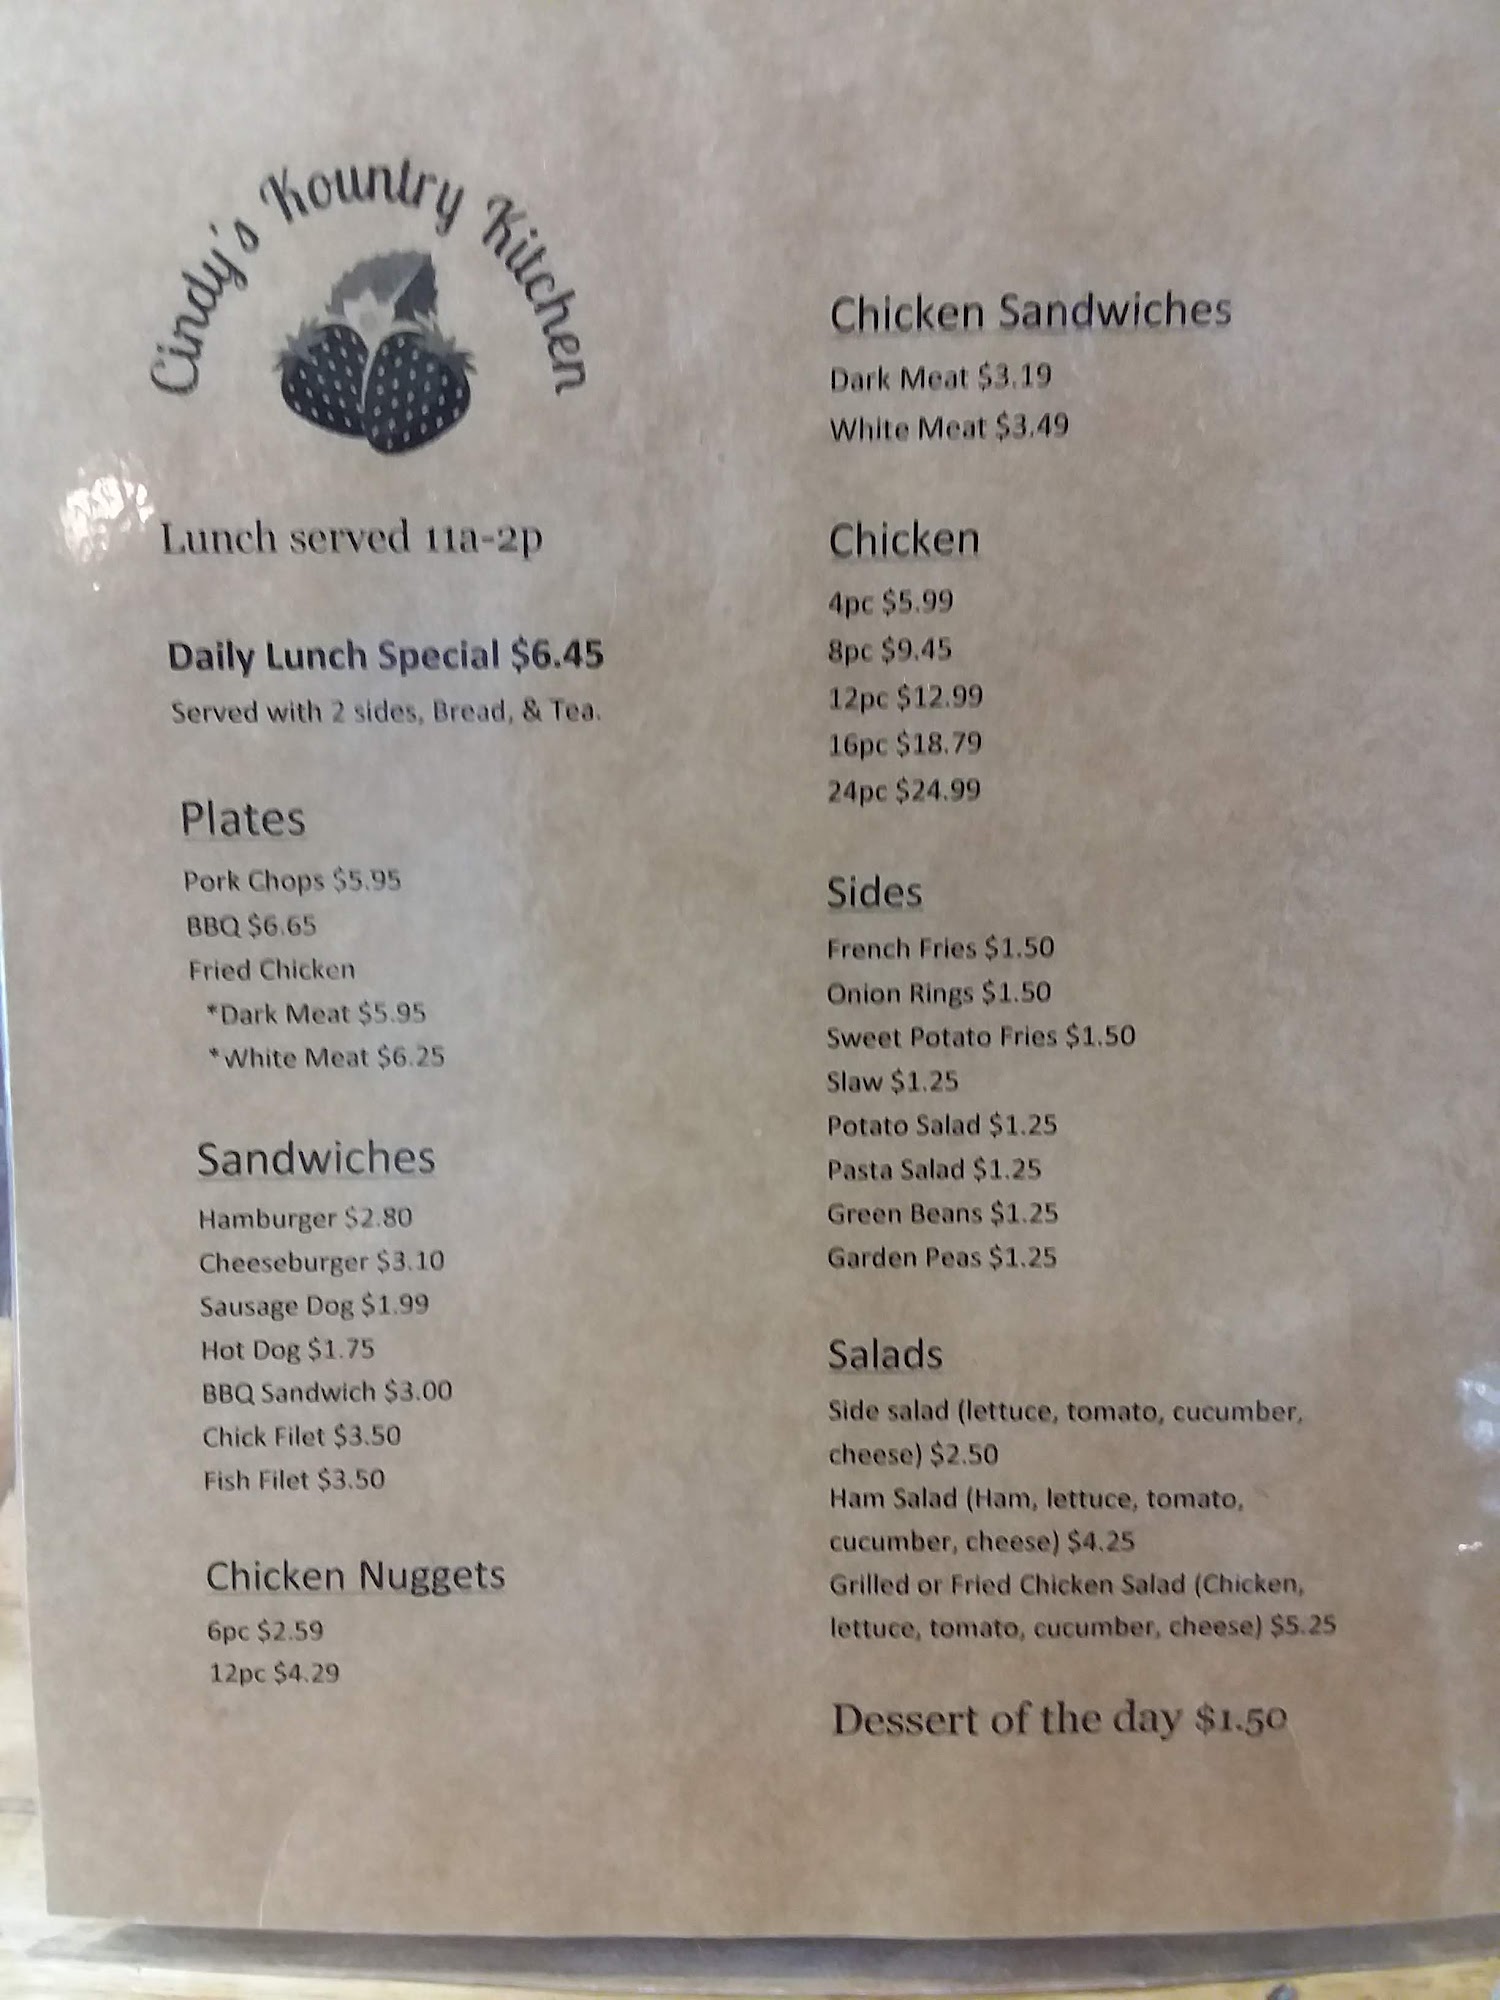 Cindy's Kountry Kitchen
Lunch served 11a-2p
Daily Lunch Special $6.45
Served with 2 sides, Bread, & Tea.
Plates
Pork Chops $5.95
BBQ $6.65
Fried Chicken
*Dark Meat $5.95
*White Meat $6.25
Sandwiches
Hamburger $2.80
Cheeseburger $3.10
Sausage Dog $1.99
Hot Dog $1.75
BBQ Sandwich $3.00
Chick Filet $3.50
Fish Filet $3.50
Chicken Nuggets
6pc $2.59
12pc $4.29
Chicken Sandwiches
Dark Meat $3.19
White Meat $3.49
Chicken
4pc $5.99
8pc $9.45
12pc $12.99
16pc $18.79
24pc $24.99
Sides
French Fries $1.50
Onion Rings $1.50
Sweet Potato Fries $1.50
Slaw $1.25
Potato Salad $1.25
Pasta Salad $1.25
Green Beans $1.25
Garden Peas $1.25
Salads
Side salad (lettuce, tomato, cucumber,
cheese) $2.50
Ham Salad (Ham, lettuce, tomato,
cucumber, cheese) $4.25
Grilled or Fried Chicken Salad (Chicken,
lettuce, tomato, cucumber, cheese) $5.25
Dessert of the day $1.50